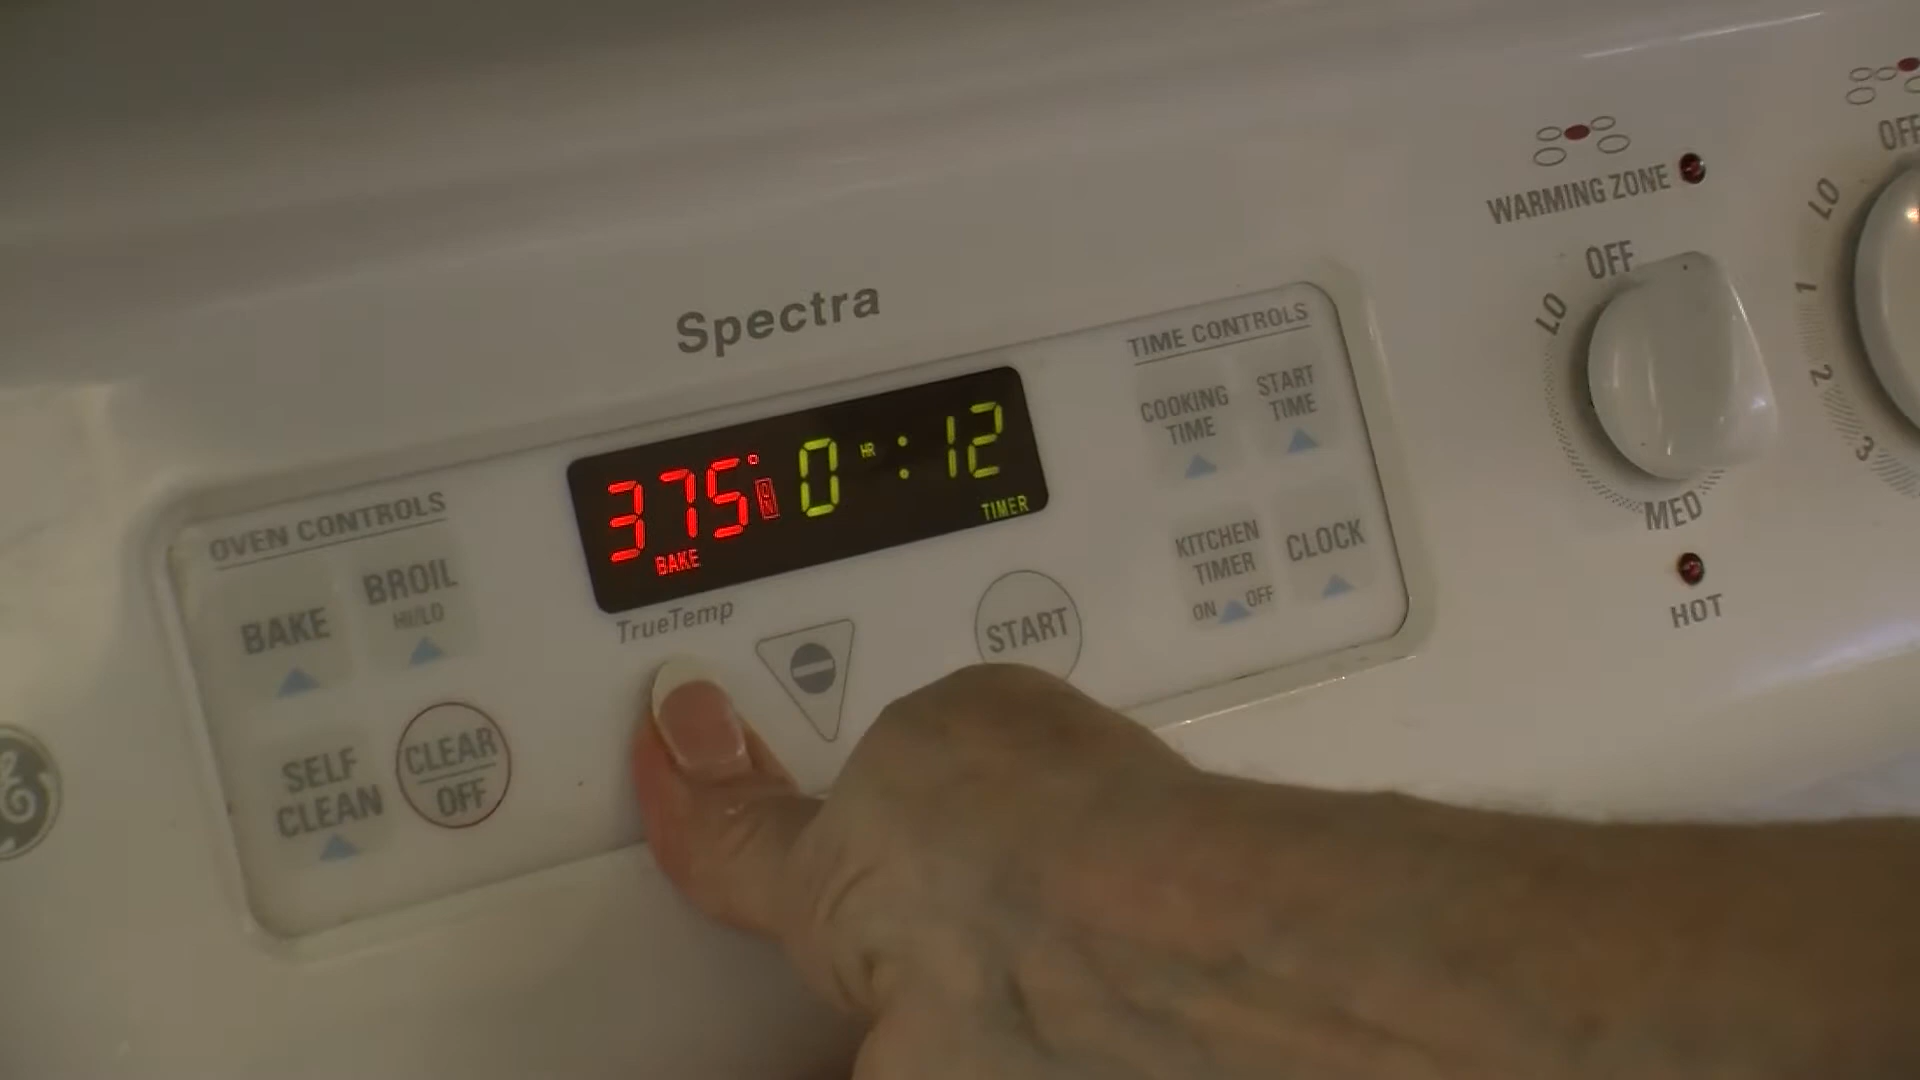 Spectra
OVEN CONTROLS
BAKE
BROIL
HI/LO
SELF
CLEAN
CLEAR
OFF
375° ON 0 HR : 12
BAKE
TIMER
TrueTemp
START
TIME CONTROLS
COOKING
TIME
START
TIME
KITCHEN
TIMER
ON OFF
CLOCK
WARMING ZONE
OFF
LO
MED
HOT
OFF
LO
1
2
3